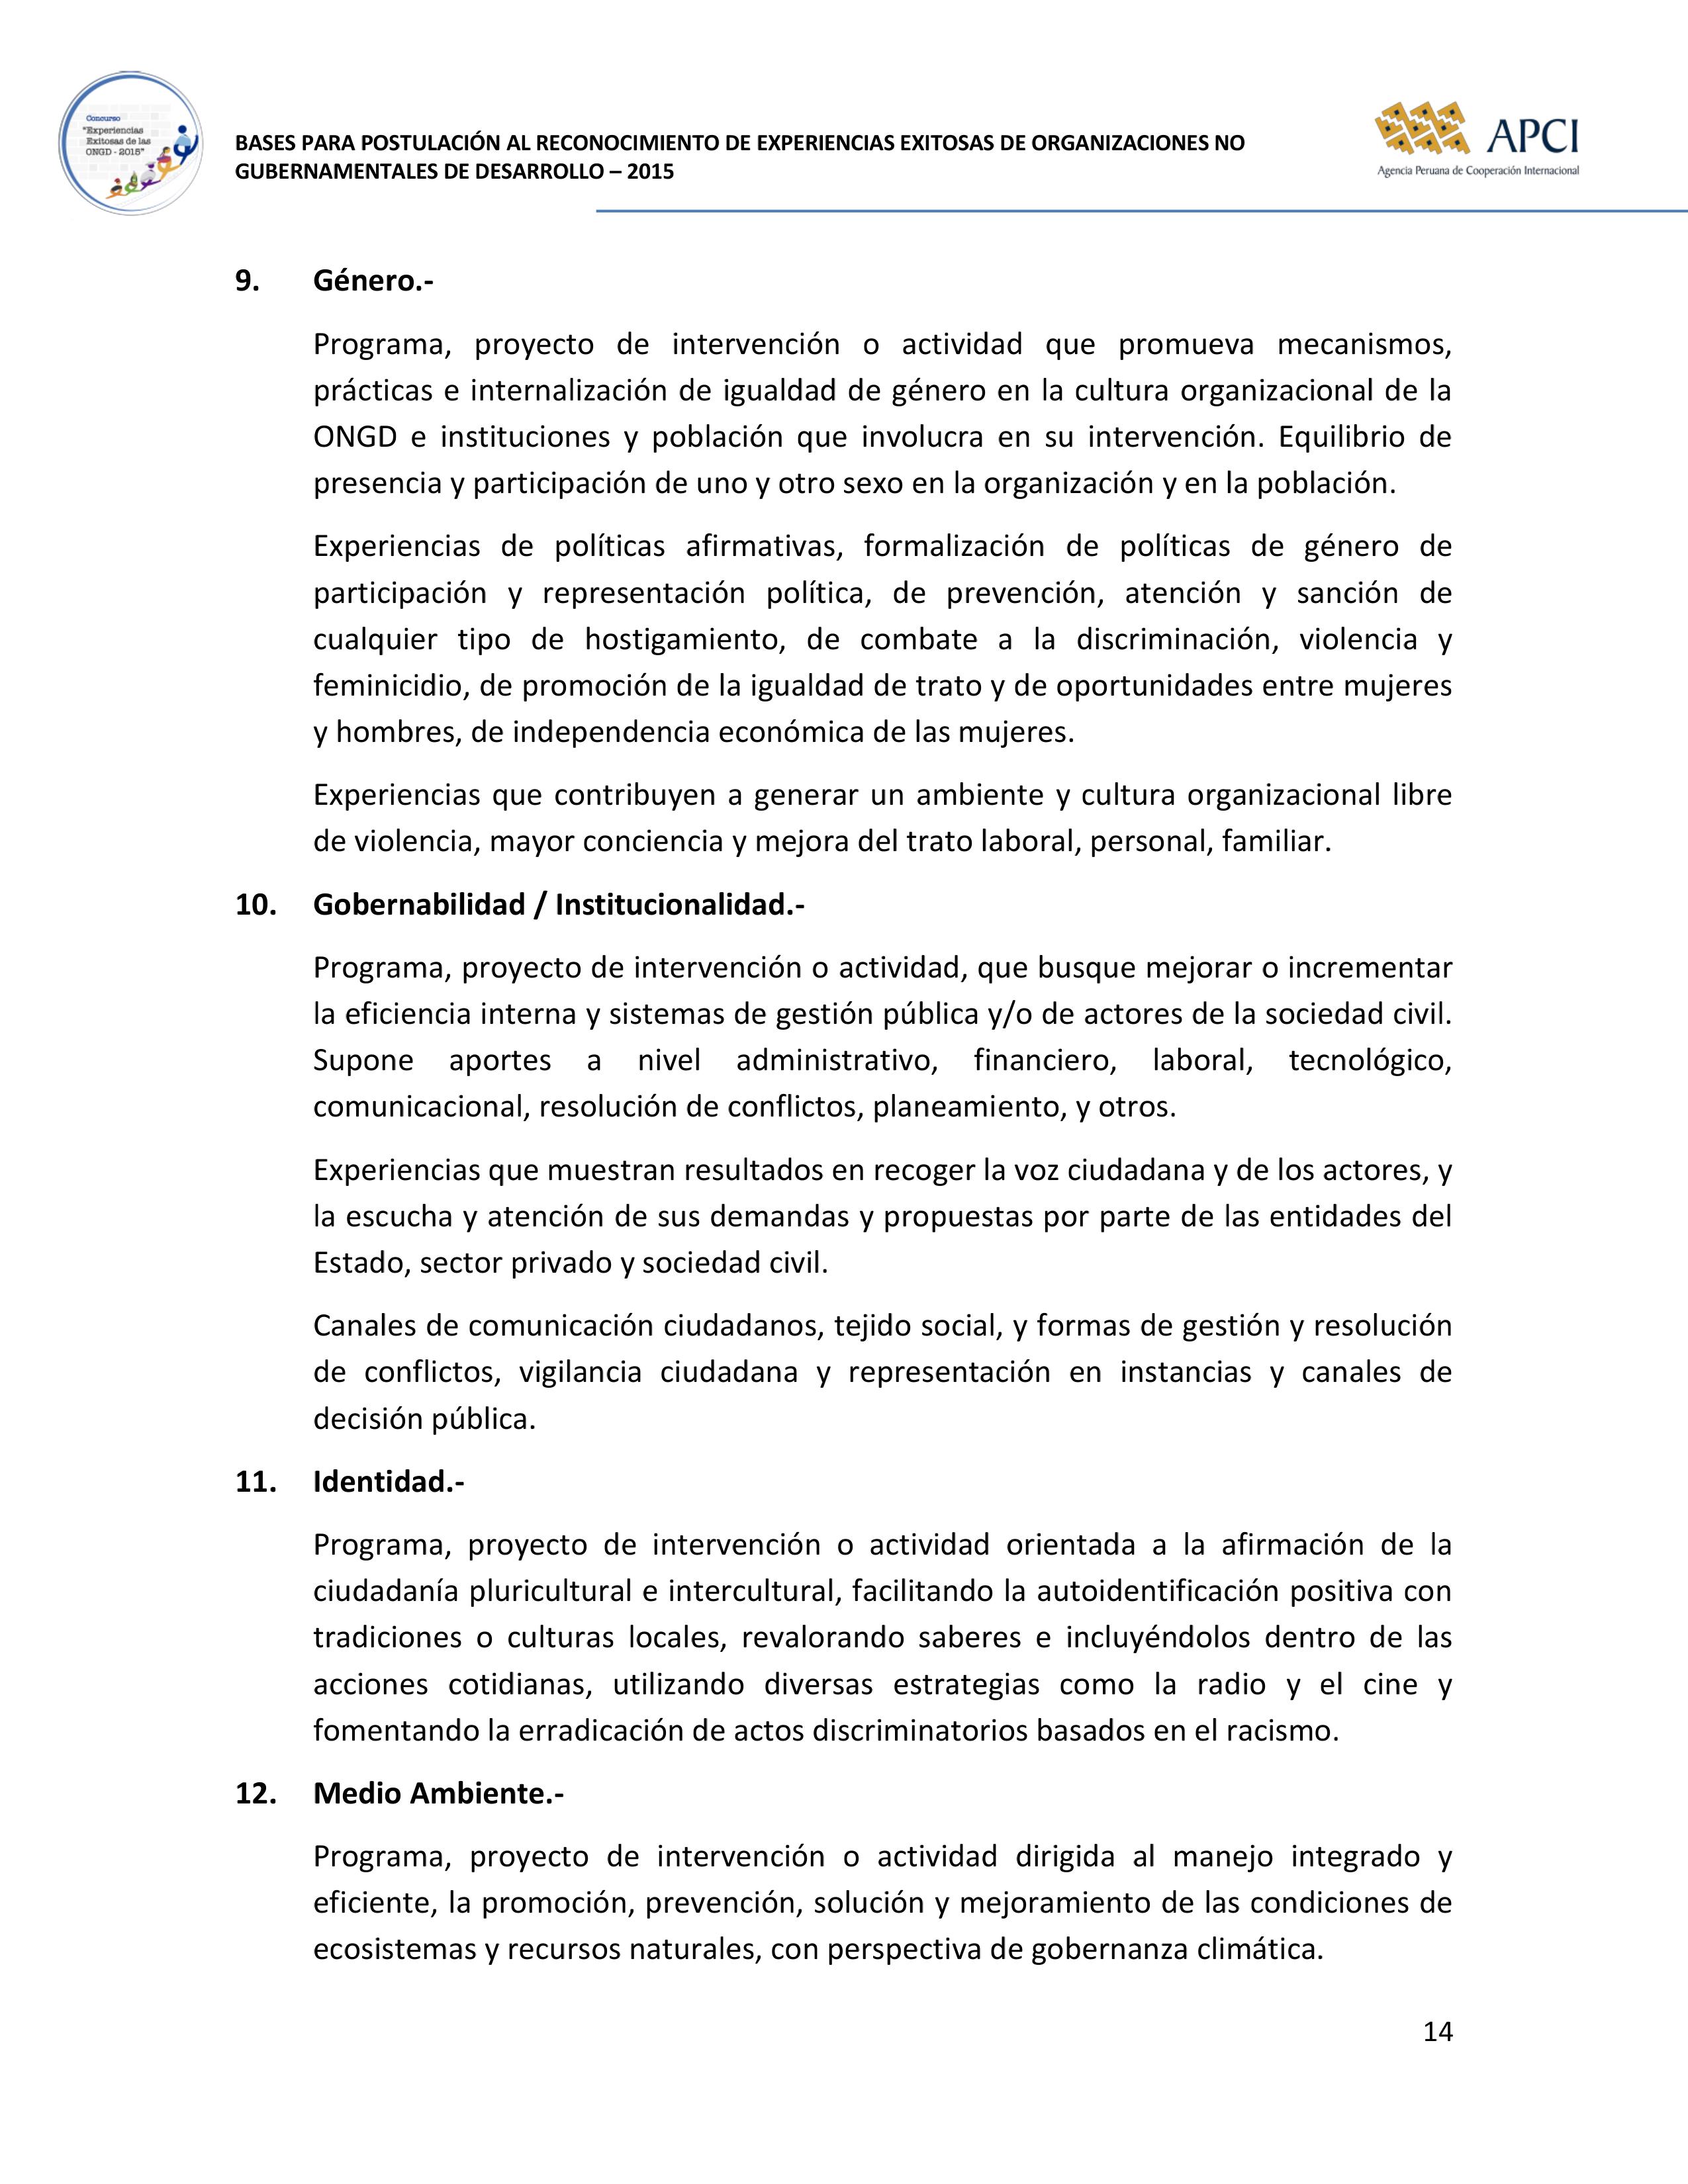 Concurso
"Experiencias
Exitosas de las
ONGD - 2015"
BASES PARA POSTULACIÓN AL RECONOCIMIENTO DE EXPERIENCIAS EXITOSAS DE ORGANIZACIONES NO
GUBERNAMENTALES DE DESARROLLO – 2015
APCI
Agencia Peruana de Cooperación Internacional
9. Género.-
Programa, proyecto de intervención o actividad que promueva mecanismos,
prácticas e internalización de igualdad de género en la cultura organizacional de la
ONGD e instituciones y población que involucra en su intervención. Equilibrio de
presencia y participación de uno y otro sexo en la organización y en la población.
Experiencias de políticas afirmativas, formalización de políticas de género de
participación y representación política, de prevención, atención y sanción de
cualquier tipo de hostigamiento, de combate a la discriminación, violencia y
feminicidio, de promoción de la igualdad de trato y de oportunidades entre mujeres
y hombres, de independencia económica de las mujeres.
Experiencias que contribuyen a generar un ambiente y cultura organizacional libre
de violencia, mayor conciencia y mejora del trato laboral, personal, familiar.
10. Gobernabilidad / Institucionalidad.-
Programa, proyecto de intervención o actividad, que busque mejorar o incrementar
la eficiencia interna y sistemas de gestión pública y/o de actores de la sociedad civil.
Supone aportes a nivel administrativo, financiero, laboral, tecnológico,
comunicacional, resolución de conflictos, planeamiento, y otros.
Experiencias que muestran resultados en recoger la voz ciudadana y de los actores, y
la escucha y atención de sus demandas y propuestas por parte de las entidades del
Estado, sector privado y sociedad civil.
Canales de comunicación ciudadanos, tejido social, y formas de gestión y resolución
de conflictos, vigilancia ciudadana y representación en instancias y canales de
decisión pública.
11. Identidad.-
Programa, proyecto de intervención o actividad orientada a la afirmación de la
ciudadanía pluricultural e intercultural, facilitando la autoidentificación positiva con
tradiciones o culturas locales, revalorando saberes e incluyéndolos dentro de las
acciones cotidianas, utilizando diversas estrategias como la radio y el cine y
fomentando la erradicación de actos discriminatorios basados en el racismo.
12. Medio Ambiente.-
Programa, proyecto de intervención o actividad dirigida al manejo integrado y
eficiente, la promoción, prevención, solución y mejoramiento de las condiciones de
ecosistemas y recursos naturales, con perspectiva de gobernanza climática.
14